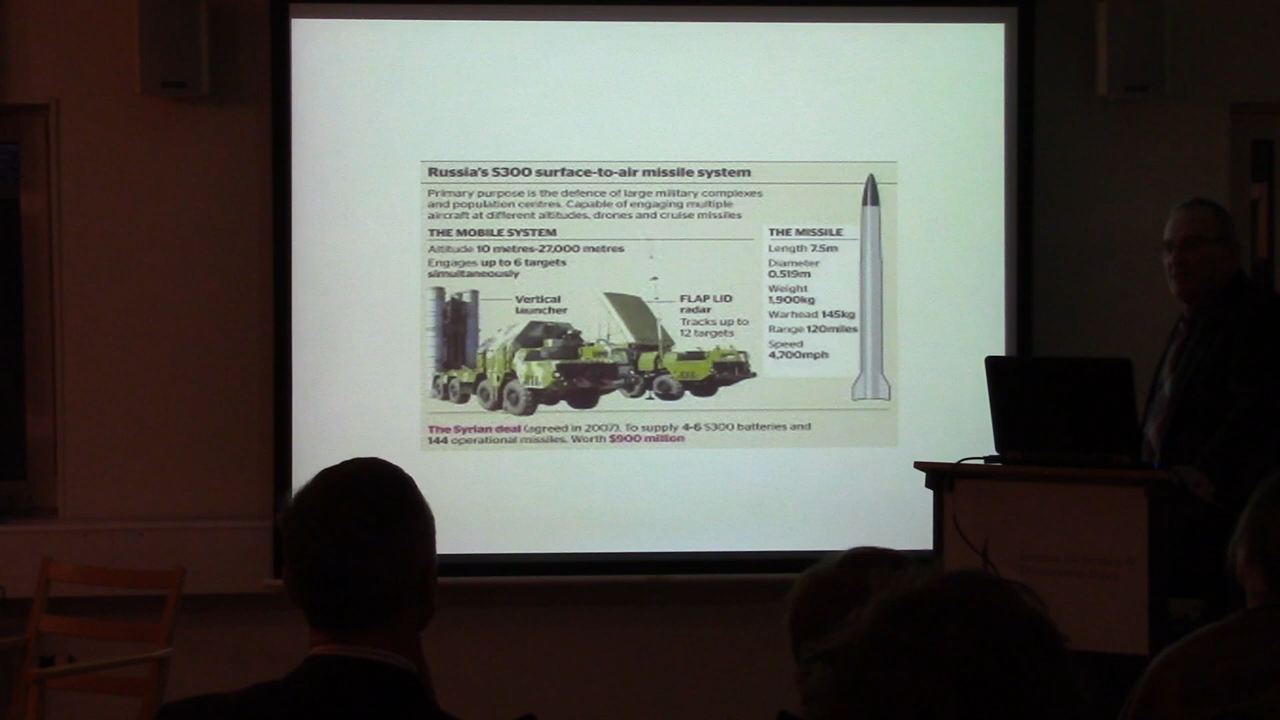 Russia's S300 surface-to-air missile system
Primary purpose is the defence of large military complexes
and population centres. Capable of engaging multiple
aircraft at different altitudes, drones and cruise missiles
THE MOBILE SYSTEM
Altitude 10 metres-27,000 metres
Engages up to 6 targets
simultaneously
Vertical
launcher
FLAP LID
radar
Tracks up to
12 targets
THE MISSILE
Length 7.5m
Diameter
0.519m
Weight
1,900kg
Warhead 145kg
Range 120miles
Speed
4,700mph
The Syrian deal (agreed in 2007). To supply 4-6 S300 batteries and
144 operational missiles. Worth $900 million